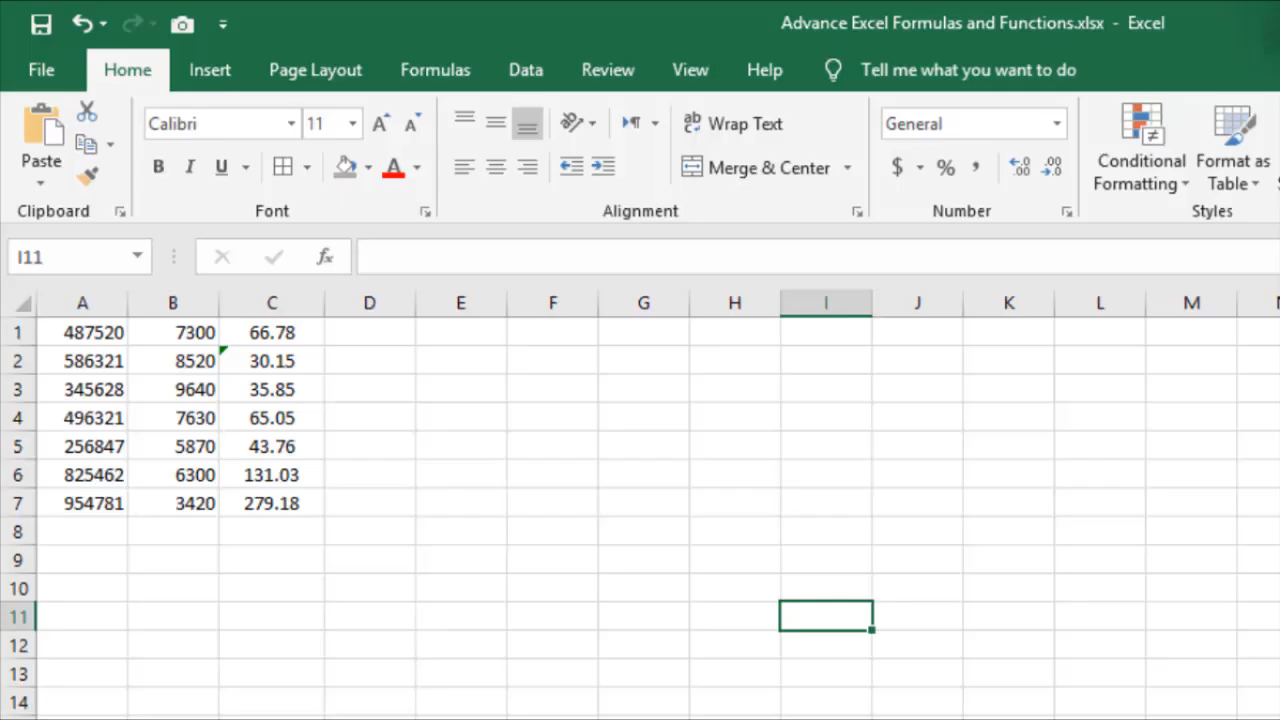 Advance Excel Formulas and Functions.xlsx - Excel
File Home Insert Page Layout Formulas Data Review View Help Tell me what you want to do
Calibri 11 ab Wrap Text General
Paste B I U A Merge & Center $ % , Conditional Formatting Format as Table
Clipboard Font Alignment Number Styles
I11 fx
A B C D E F G H I J K L M
1 487520 7300 66.78
2 586321 8520 30.15
3 345628 9640 35.85
4 496321 7630 65.05
5 256847 5870 43.76
6 825462 6300 131.03
7 954781 3420 279.18
8
9
10
11
12
13
14